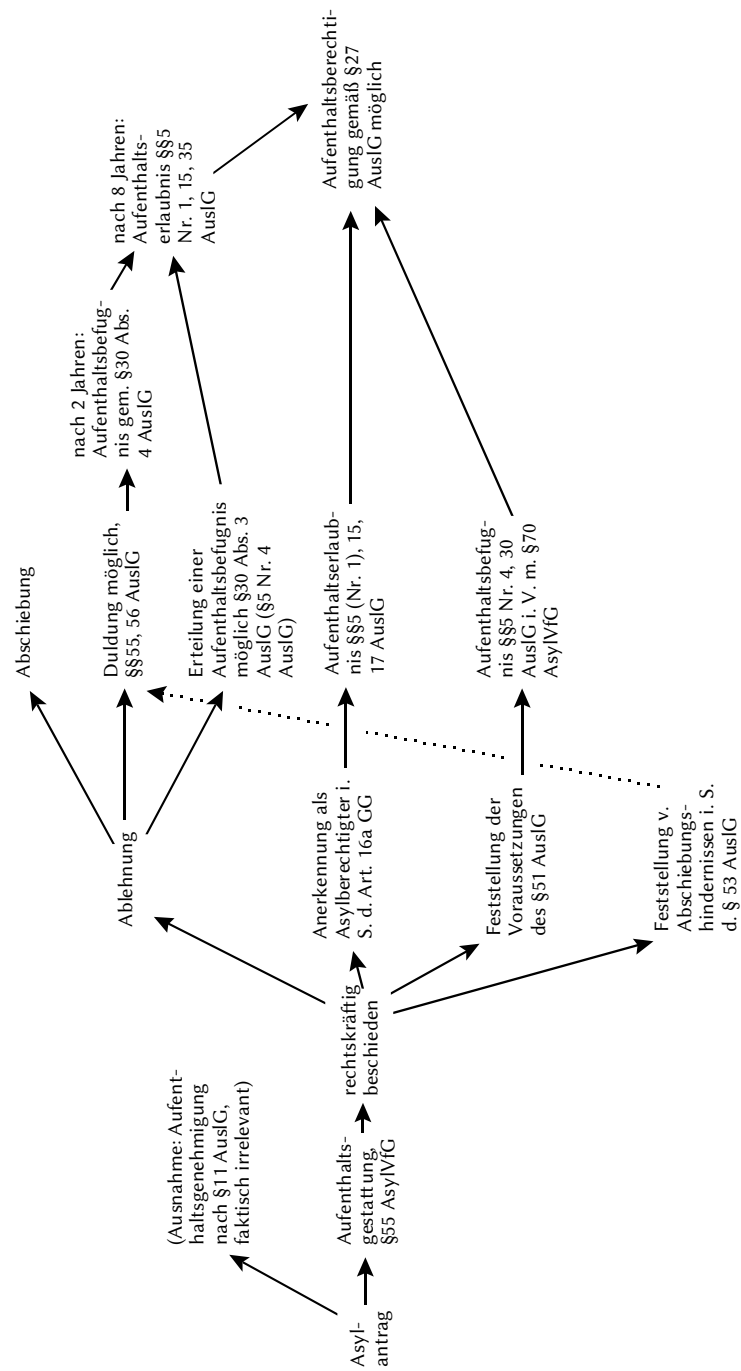 Asyl-
antrag
(Ausnahme: Aufent-
haltsgenehmigung
nach §11 AuslG,
faktisch irrelevant)
Aufenthalts-
gestattung,
§55 AsylVfG
rechtskräftig
beschieden
Ablehnung
Anerkennung als
Asylberechtigter i.
S. d. Art. 16a GG
Feststellung der
Voraussetzungen
des §51 AuslG
Feststellung v.
Abschiebungs-
hindernissen i. S.
d. § 53 AuslG
Abschiebung
Duldung möglich,
§§55, 56 AuslG
Erteilung einer
Aufenthaltsbefugnis
möglich §30 Abs. 3
AuslG (§5 Nr. 4
AuslG)
Aufenthaltserlaub-
nis §§5 (Nr. 1), 15,
17 AuslG
Aufenthaltsbefug-
nis §§5 Nr. 4, 30
AuslG i. V. m. §70
AsylVfG
nach 2 Jahren:
Aufenthaltsbefug-
nis gem. §30 Abs.
4 AuslG
nach 8 Jahren:
Aufenthalts-
erlaubnis §§5
Nr. 1, 15, 35
AuslG
Aufenthaltsberechti-
gung gemäß §27
AuslG möglich